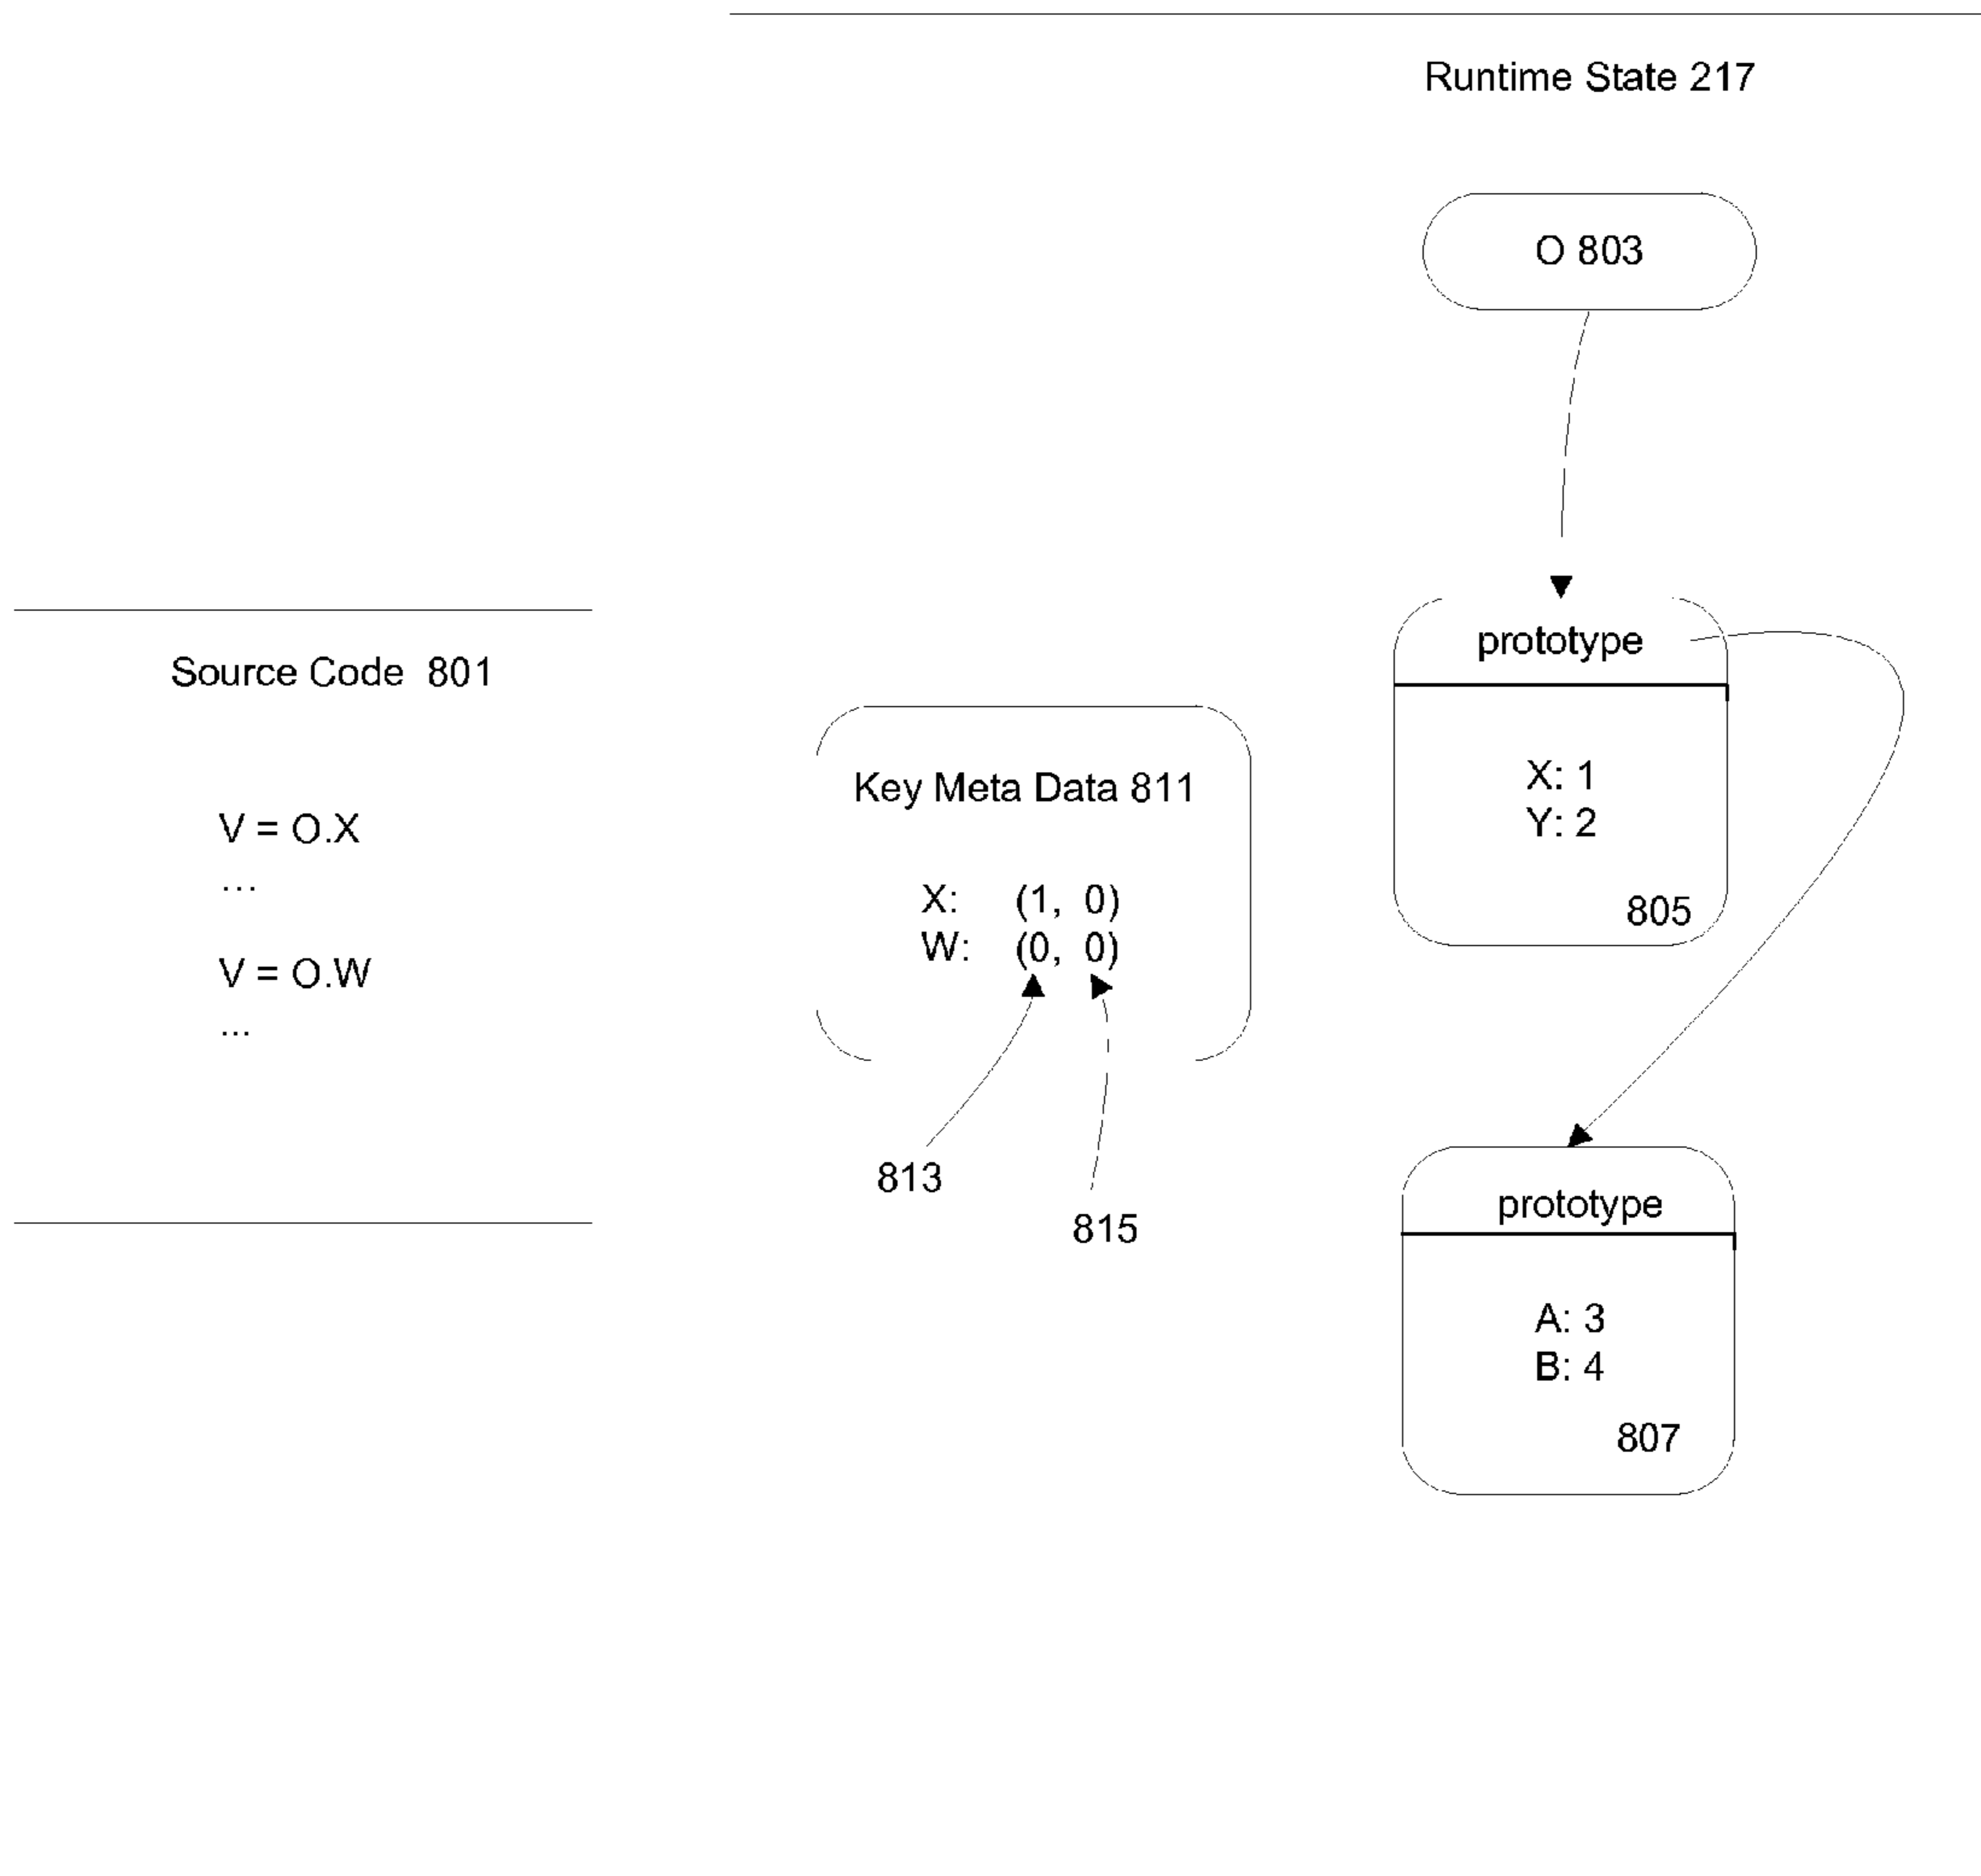 Runtime State 217
O 803
Source Code 801
V = O.X
...
V = O.W
...
Key Meta Data 811
X: (1, 0)
W: (0, 0)
813
815
prototype
X: 1
Y: 2
805
prototype
A: 3
B: 4
807